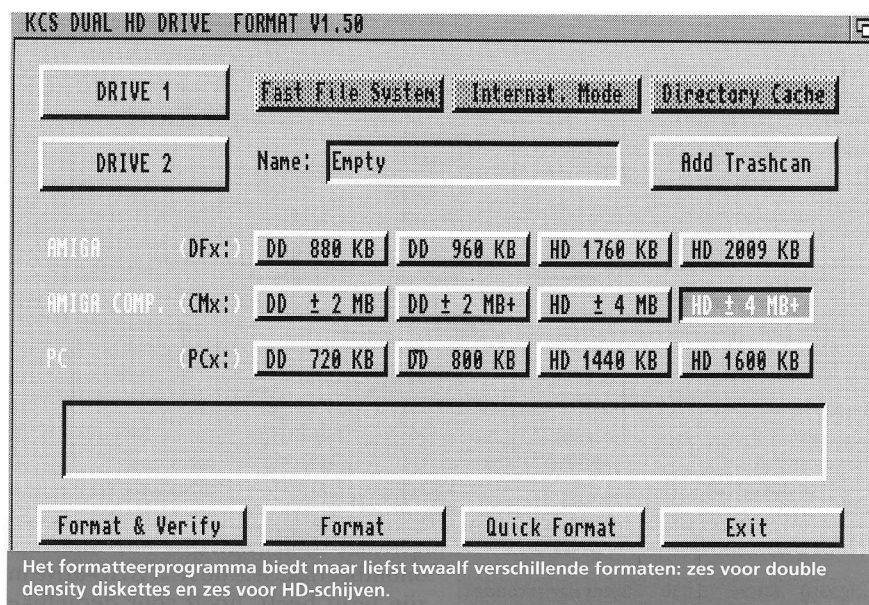 KCS DUAL HD DRIVE FORMAT V1.50
DRIVE 1 Fast File System Internat. Mode Directory Cache
DRIVE 2 Name: Empty Add Trashcan
AMIGA (DFx:) DD 880 KB DD 960 KB HD 1760 KB HD 2009 KB
AMIGA COMP. (CMx:) DD ± 2 MB DD ± 2 MB+ HD ± 4 MB HD ± 4 MB+
PC (PCx:) DD 720 KB DD 800 KB HD 1440 KB HD 1600 KB
Format & Verify Format Quick Format Exit
Het formatteerprogramma biedt maar liefst twaalf verschillende formaten: zes voor double
density diskettes en zes voor HD-schijven.